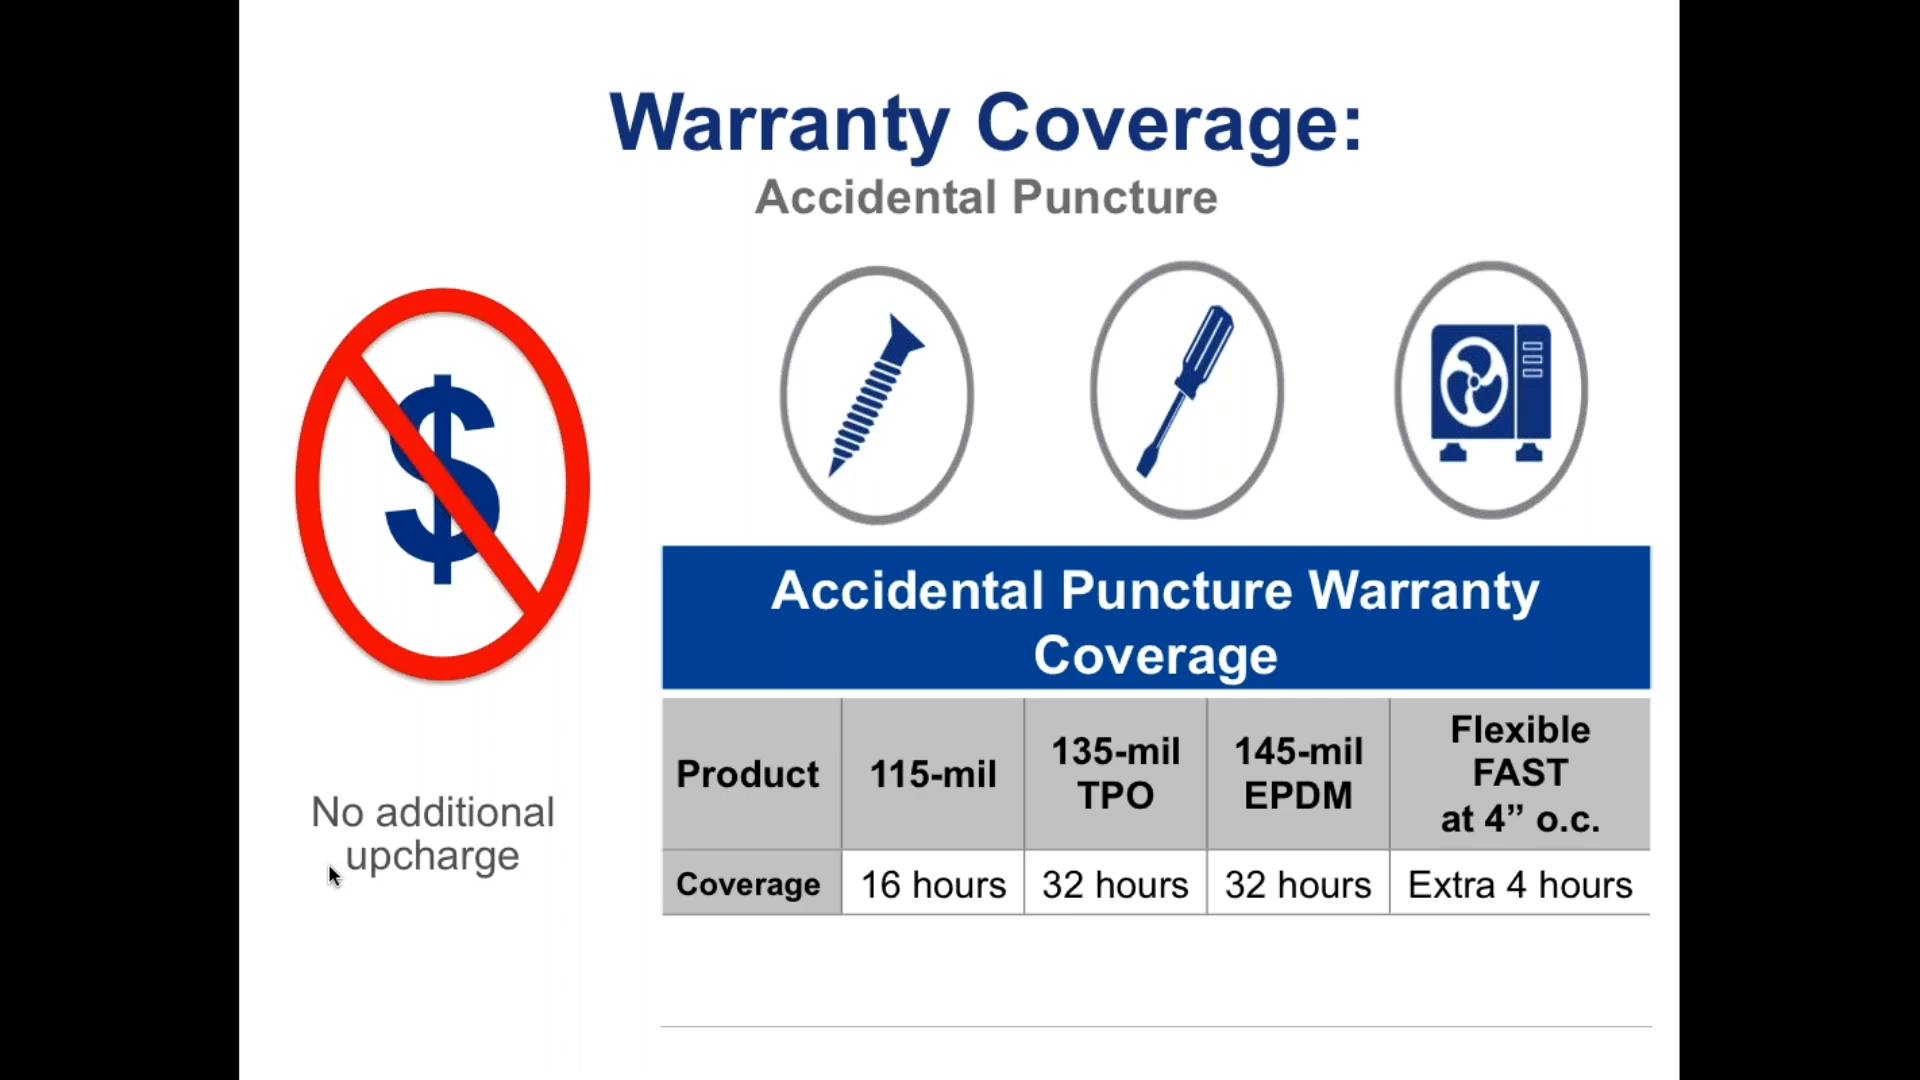 Warranty Coverage:
Accidental Puncture
$
No additional
upcharge
Accidental Puncture Warranty
Coverage
Product
115-mil
135-mil
TPO
145-mil
EPDM
Flexible
FAST
at 4” o.c.
Coverage
16 hours
32 hours
32 hours
Extra 4 hours